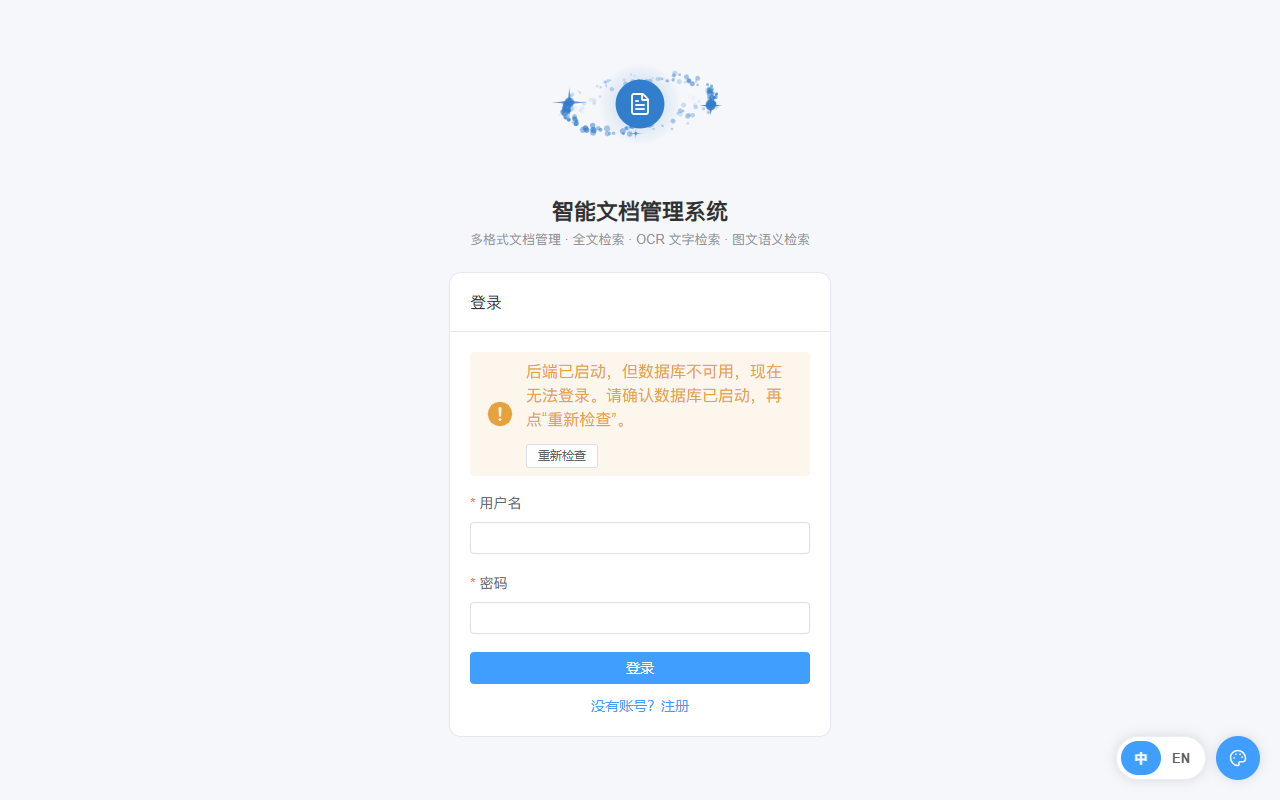 智能文档管理系统
多格式文档管理 · 全文检索 · OCR 文字检索 · 图文语义检索
登录
后端已启动，但数据库不可用，现在
无法登录。请确认数据库已启动，再
点“重新检查”。
重新检查
* 用户名
* 密码
登录
没有账号？注册
中 EN